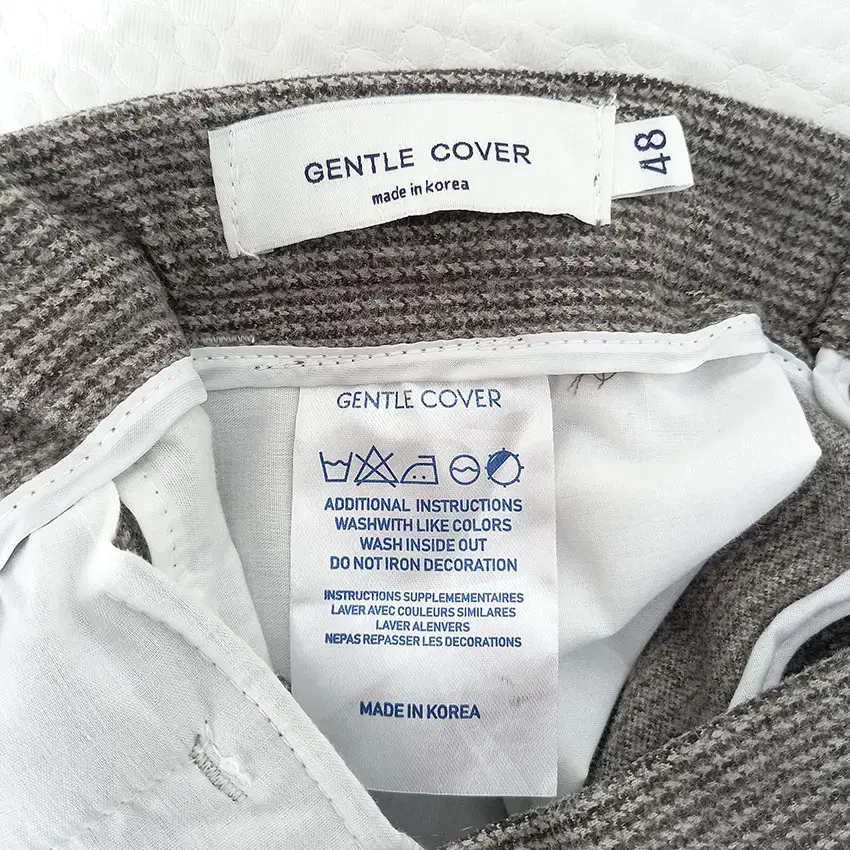 GENTLE COVER
made in korea
48
GENTLE COVER
ADDITIONAL INSTRUCTIONS
WASHWITH LIKE COLORS
WASH INSIDE OUT
DO NOT IRON DECORATION
INSTRUCTIONS SUPPLEMEMENTAIRES
LAVER AVEC COULEURS SIMILARES
LAVER ALENVERS
NEPAS REPASSER LES DECORATIONS
MADE IN KOREA